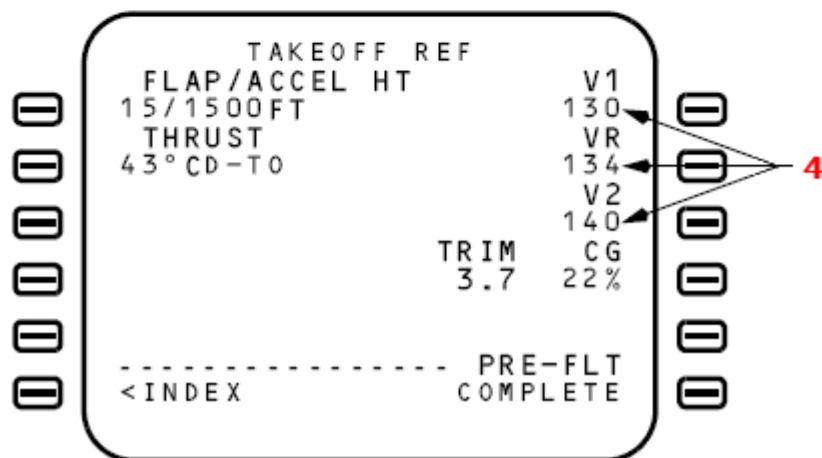 TAKEOFF REF
FLAP/ACCEL HT V1
15/1500FT 130
THRUST VR
43°CD-TO 134
4
V2
140
TRIM CG
3.7 22%
---------------- PRE-FLT
<INDEX COMPLETE